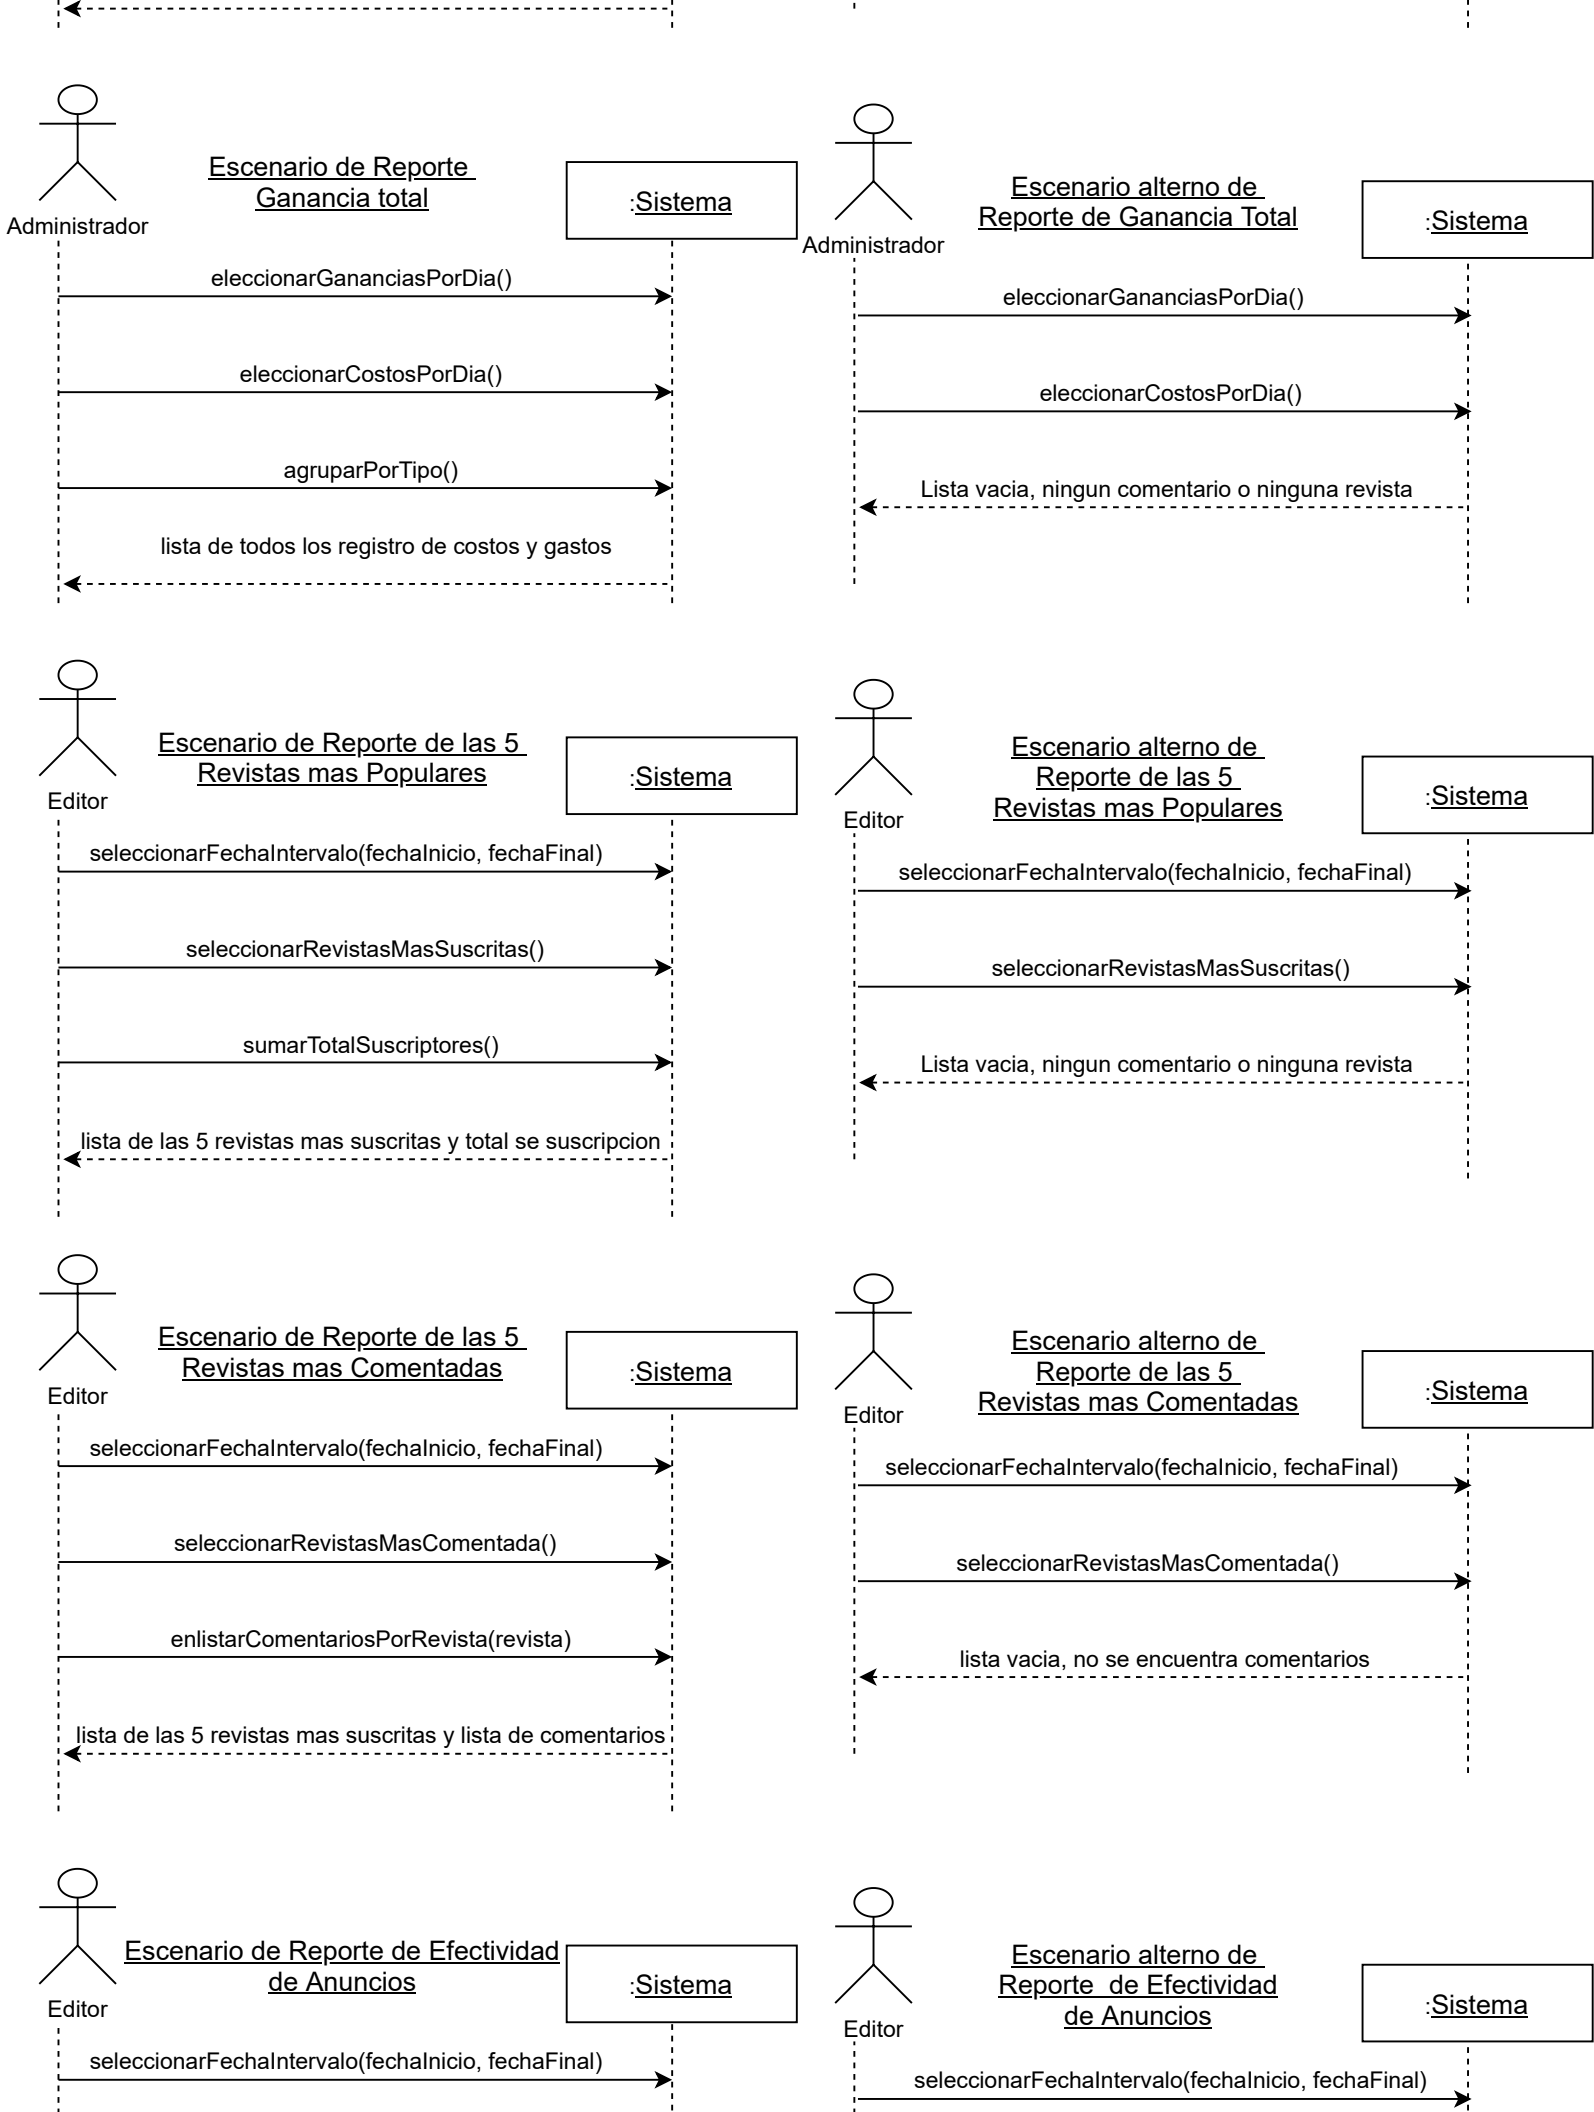 Escenario de Reporte
Ganancia total
:Sistema
Administrador
eleccionarGananciasPorDia()
eleccionarCostosPorDia()
agruparPorTipo()
lista de todos los registro de costos y gastos
Escenario alterno de
Reporte de Ganancia Total
:Sistema
Administrador
eleccionarGananciasPorDia()
eleccionarCostosPorDia()
Lista vacia, ningun comentario o ninguna revista
Escenario de Reporte de las 5
Revistas mas Populares
:Sistema
Editor
seleccionarFechaIntervalo(fechaInicio, fechaFinal)
seleccionarRevistasMasSuscritas()
sumarTotalSuscriptores()
lista de las 5 revistas mas suscritas y total se suscripcion
Escenario alterno de
Reporte de las 5
Revistas mas Populares
:Sistema
Editor
seleccionarFechaIntervalo(fechaInicio, fechaFinal)
seleccionarRevistasMasSuscritas()
Lista vacia, ningun comentario o ninguna revista
Escenario de Reporte de las 5
Revistas mas Comentadas
:Sistema
Editor
seleccionarFechaIntervalo(fechaInicio, fechaFinal)
seleccionarRevistasMasComentada()
enlistarComentariosPorRevista(revista)
lista de las 5 revistas mas suscritas y lista de comentarios
Escenario alterno de
Reporte de las 5
Revistas mas Comentadas
:Sistema
Editor
seleccionarFechaIntervalo(fechaInicio, fechaFinal)
seleccionarRevistasMasComentada()
lista vacia, no se encuentra comentarios
Escenario de Reporte de Efectividad
de Anuncios
:Sistema
Editor
seleccionarFechaIntervalo(fechaInicio, fechaFinal)
Escenario alterno de
Reporte  de Efectividad
de Anuncios
:Sistema
Editor
seleccionarFechaIntervalo(fechaInicio, fechaFinal)